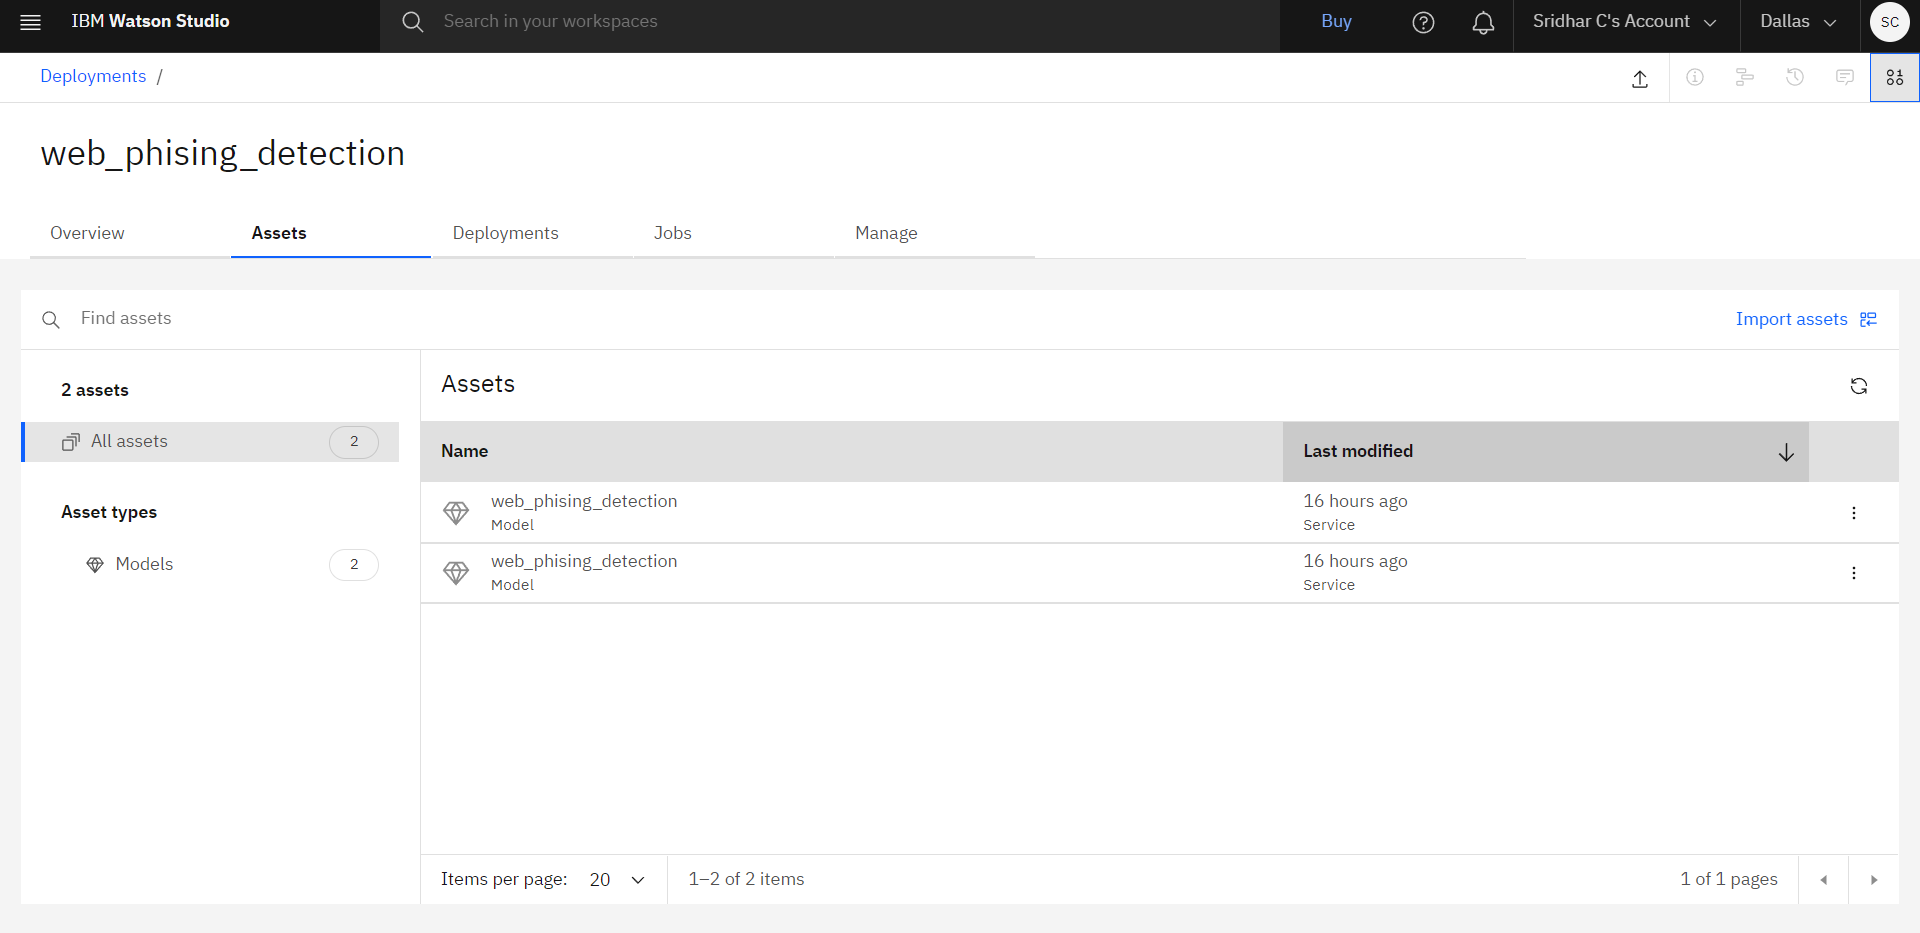 IBM Watson Studio
Search in your workspaces
Buy
Sridhar C's Account
Dallas
SC
Deployments /
web_phising_detection
Overview
Assets
Deployments
Jobs
Manage
Find assets
Import assets
2 assets
All assets
2
Asset types
Models
2
Assets
Name
Last modified
web_phising_detection
16 hours ago
Model
Service
web_phising_detection
16 hours ago
Model
Service
Items per page:
20
1–2 of 2 items
1 of 1 pages